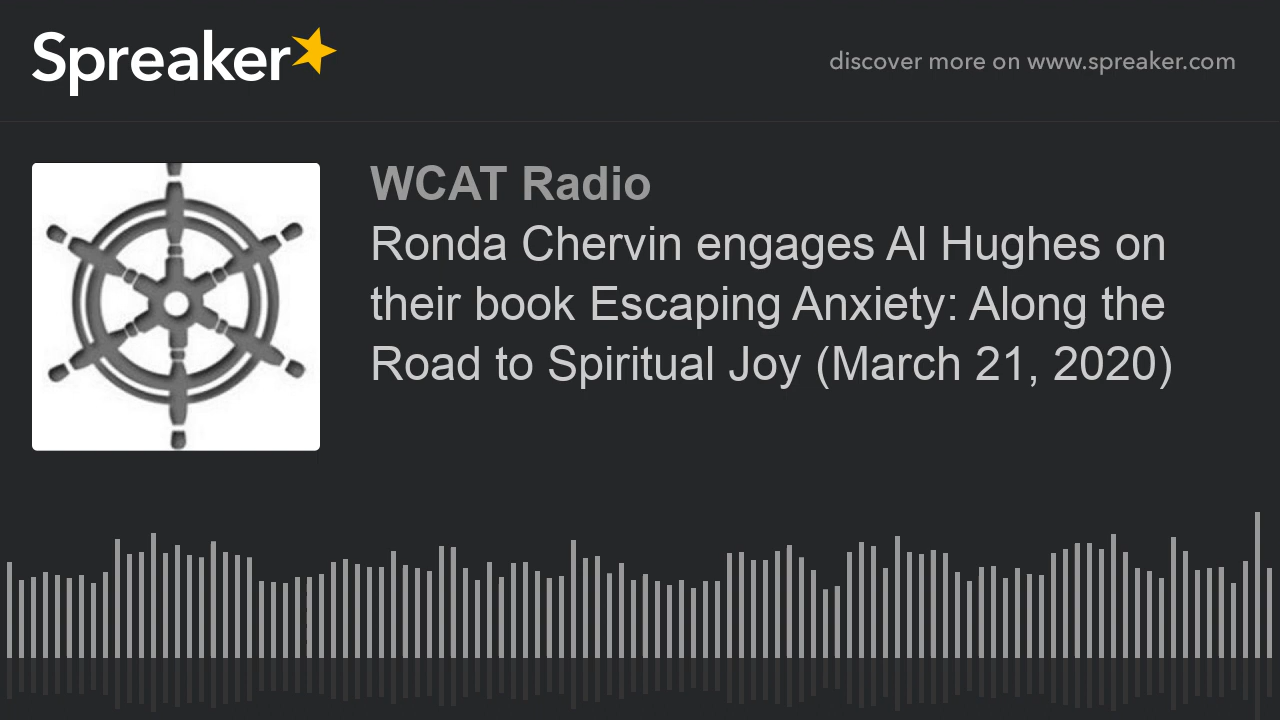 Spreaker
discover more on www.spreaker.com
WCAT Radio
Ronda Chervin engages Al Hughes on
their book Escaping Anxiety: Along the
Road to Spiritual Joy (March 21, 2020)